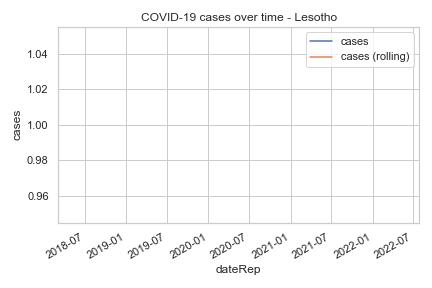 COVID-19 cases over time - Lesotho
cases
cases (rolling)
1.04
1.02
1.00
0.98
0.96
cases
2018-07
2019-01
2019-07
2020-01
2020-07
2021-01
2021-07
2022-01
2022-07
dateRep